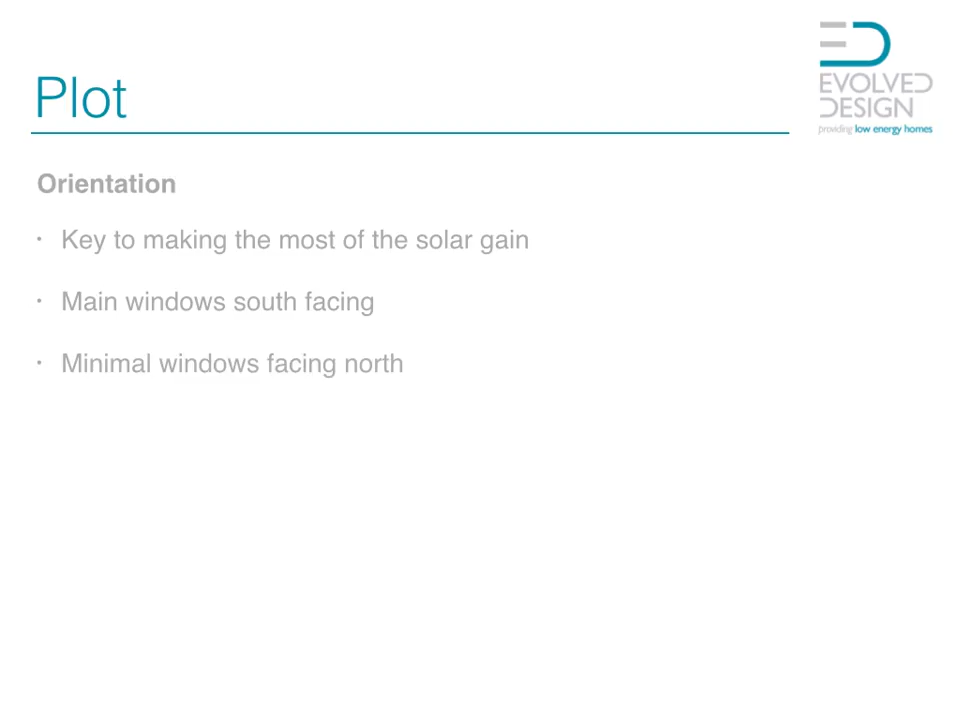 Plot
EVOLVED
DESIGN
providing low energy homes
Orientation
· Key to making the most of the solar gain
· Main windows south facing
· Minimal windows facing north